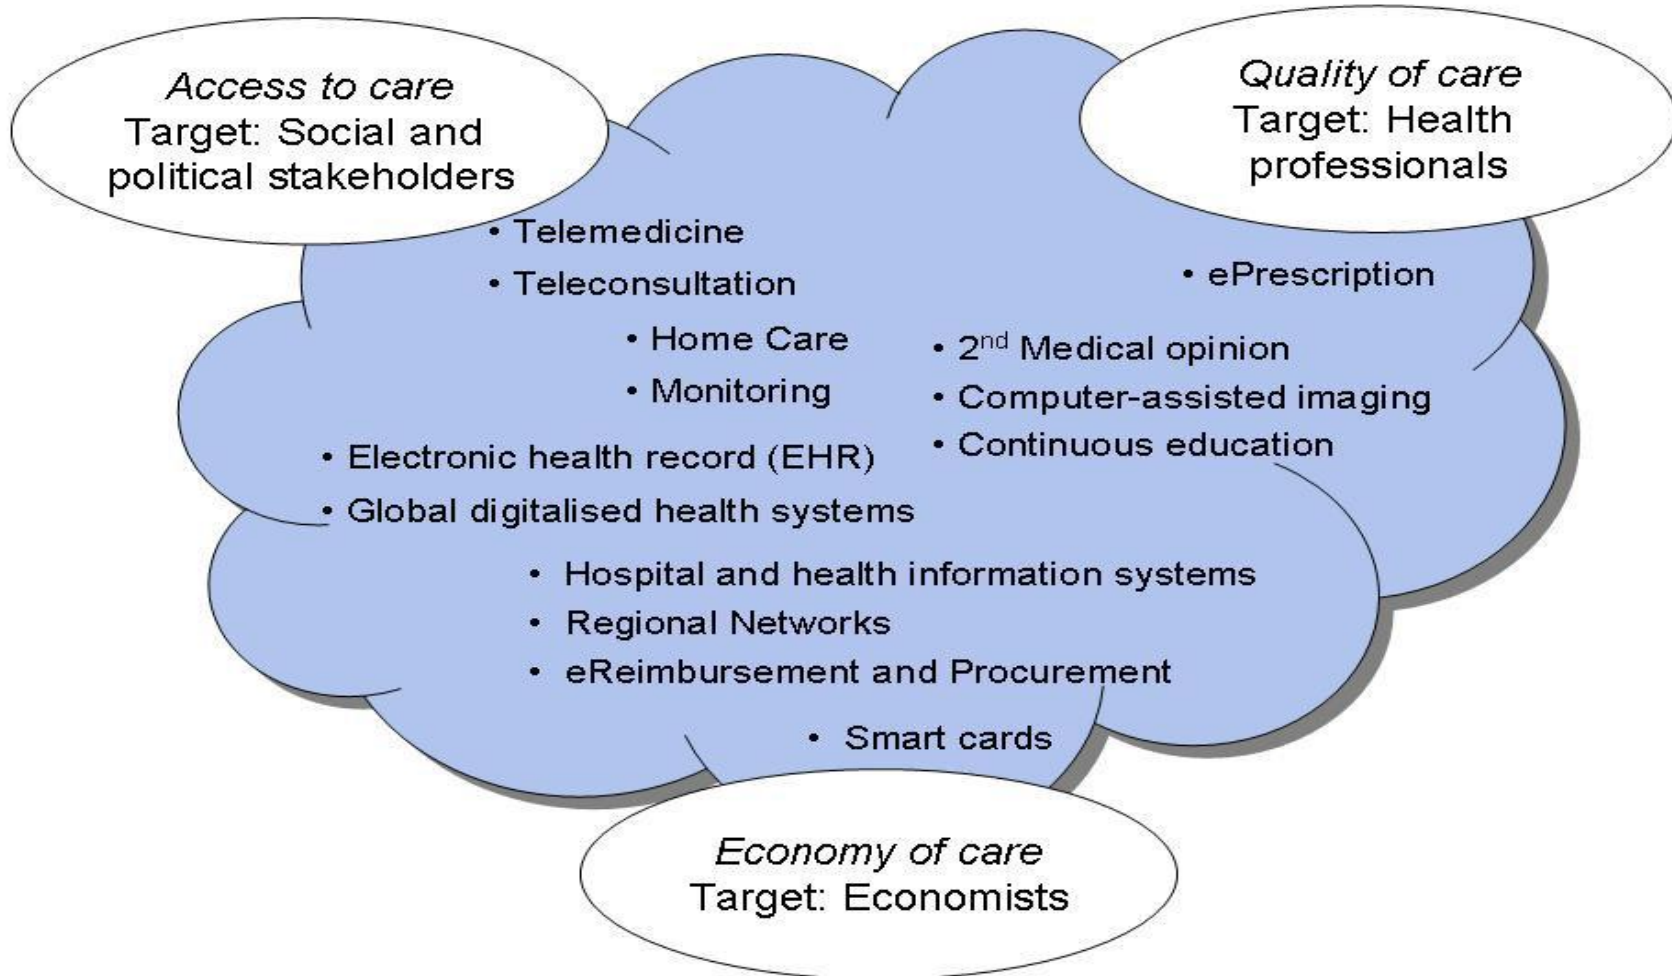 Access to care
Target: Social and
political stakeholders
Quality of care
Target: Health
professionals
• Telemedicine
• Teleconsultation
• ePrescription
• Home Care
• Monitoring
• 2nd Medical opinion
• Computer-assisted imaging
• Continuous education
• Electronic health record (EHR)
• Global digitalised health systems
• Hospital and health information systems
• Regional Networks
• eReimbursement and Procurement
• Smart cards
Economy of care
Target: Economists